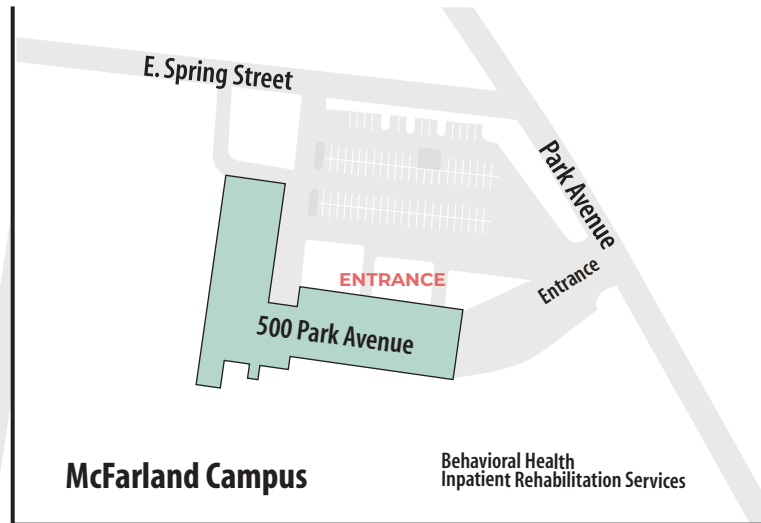 E. Spring Street
Park Avenue
Entrance
ENTRANCE
500 Park Avenue
McFarland Campus
Behavioral Health
Inpatient Rehabilitation Services